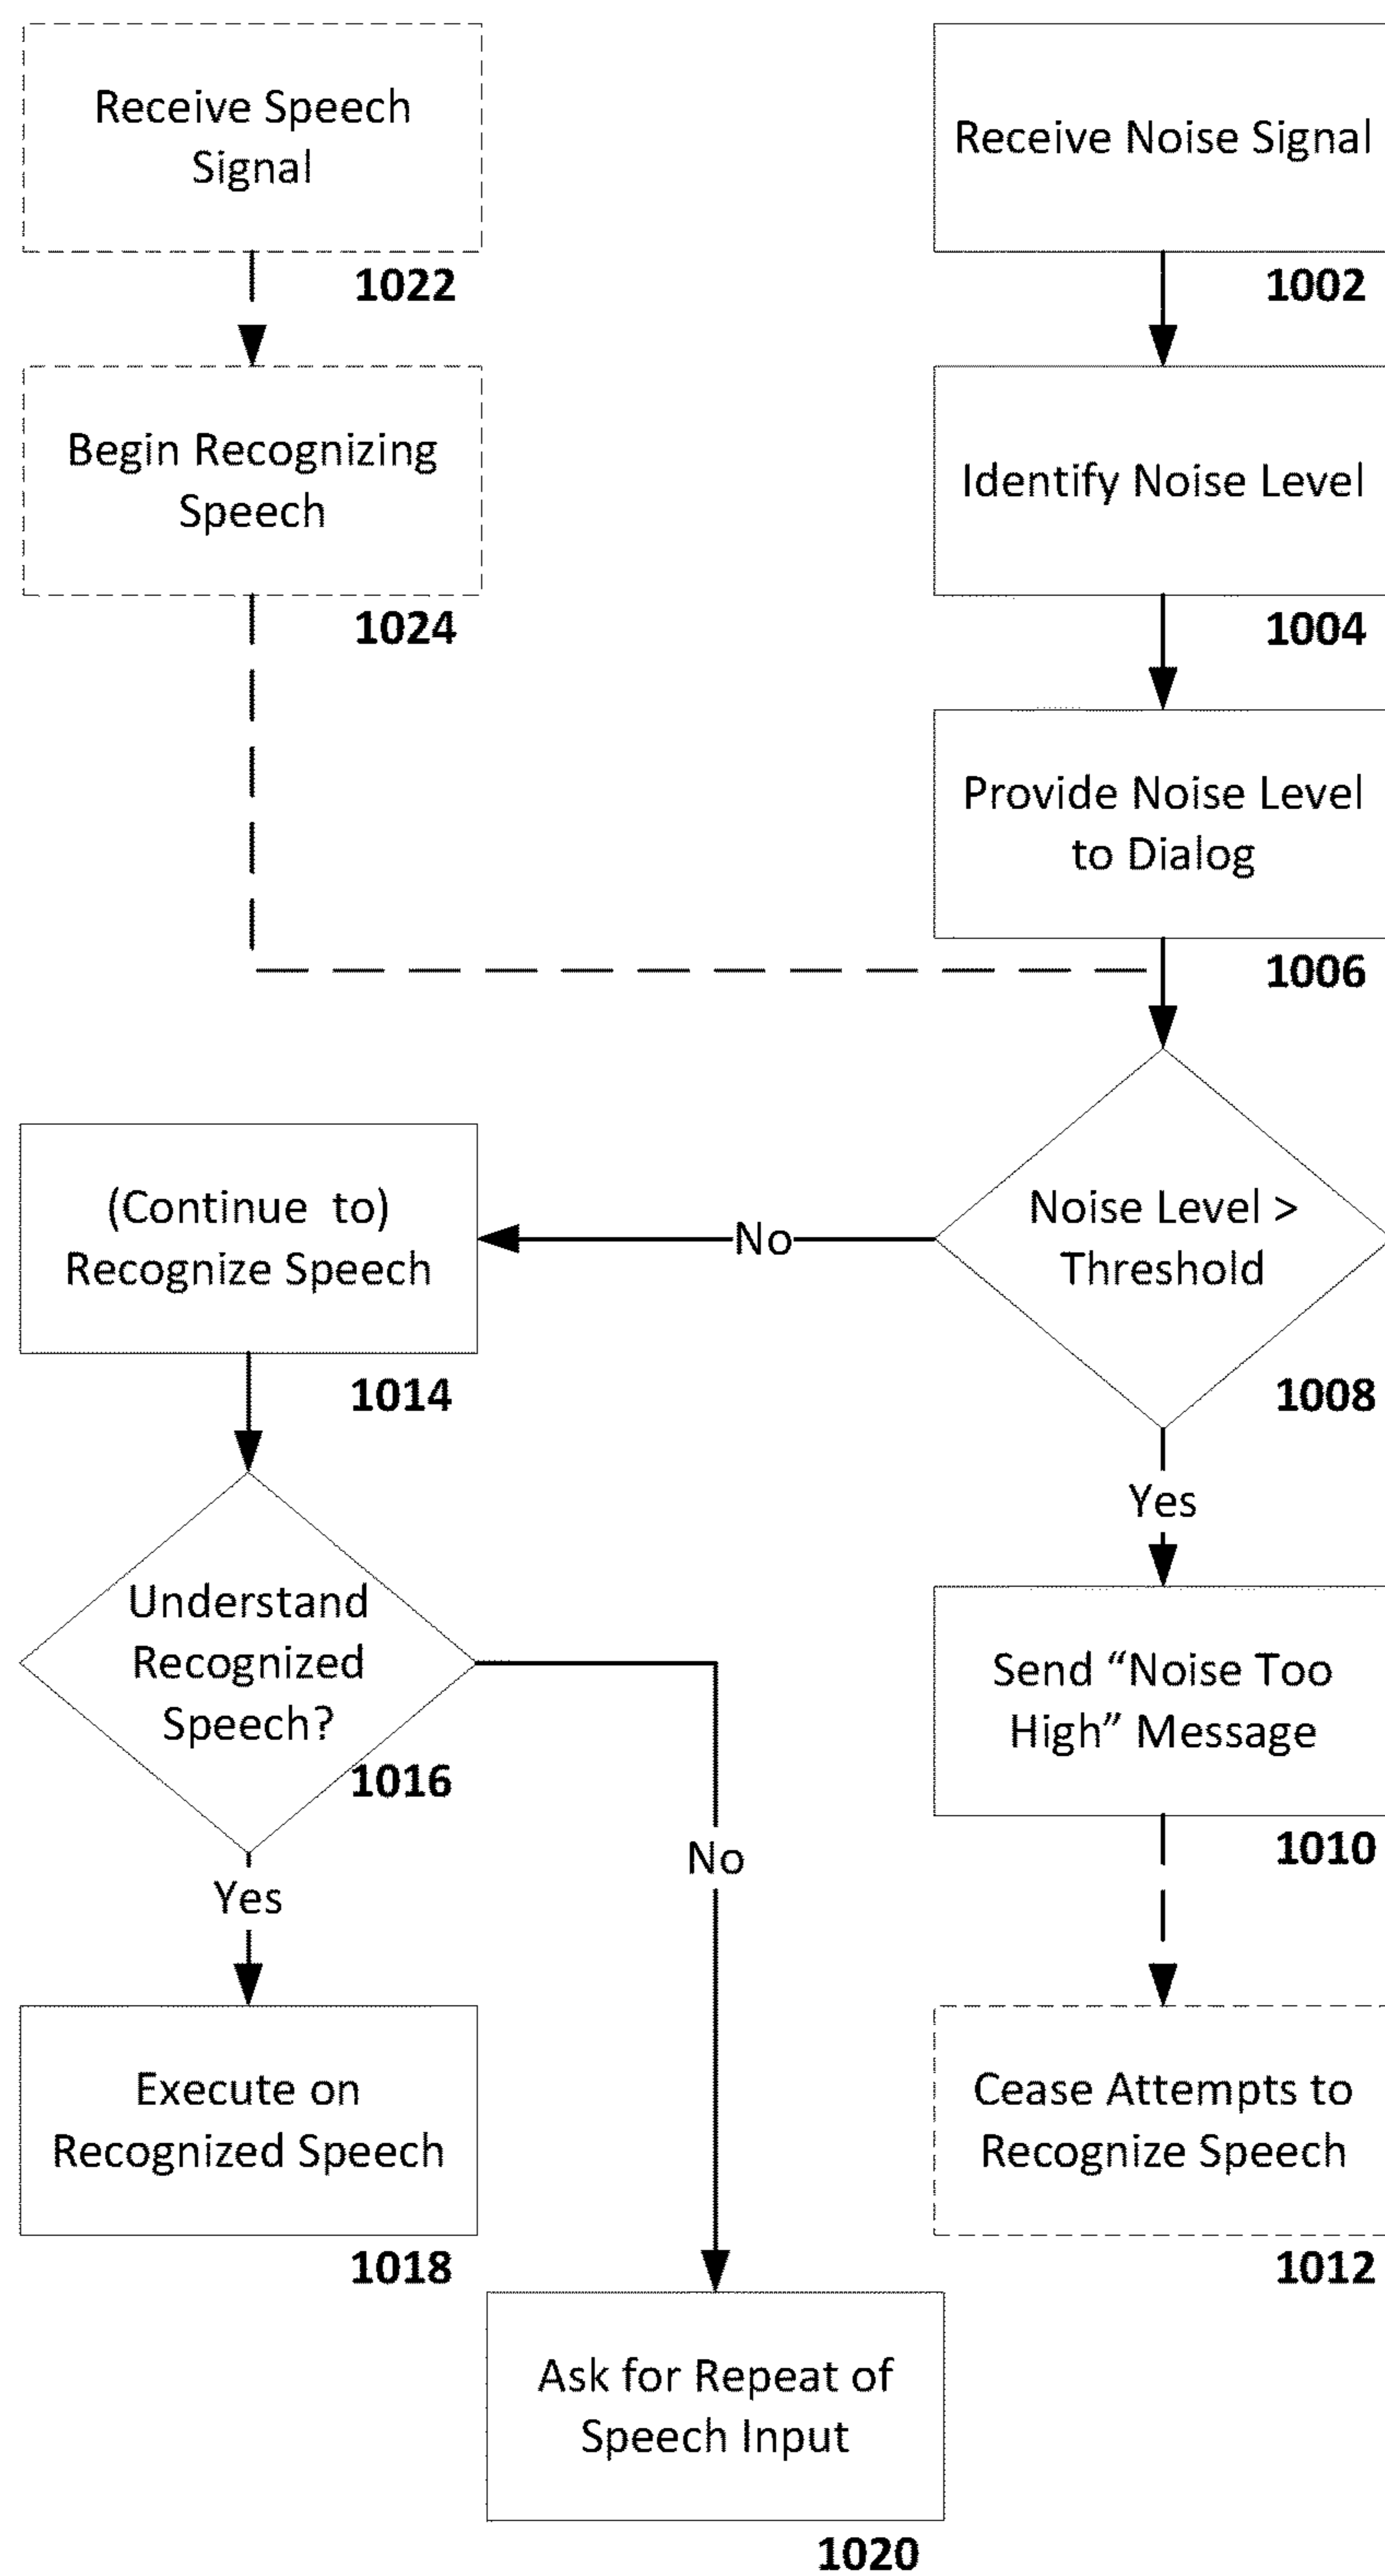 Receive Speech
Signal
1022
Receive Noise Signal
1002
Begin Recognizing
Speech
1024
Identify Noise Level
1004
Provide Noise Level
to Dialog
1006
Noise Level >
Threshold
1008
No
(Continue to)
Recognize Speech
1014
Yes
Understand
Recognized
Speech?
1016
Send “Noise Too
High” Message
1010
No
Yes
Execute on
Recognized Speech
1018
Cease Attempts to
Recognize Speech
1012
Ask for Repeat of
Speech Input
1020